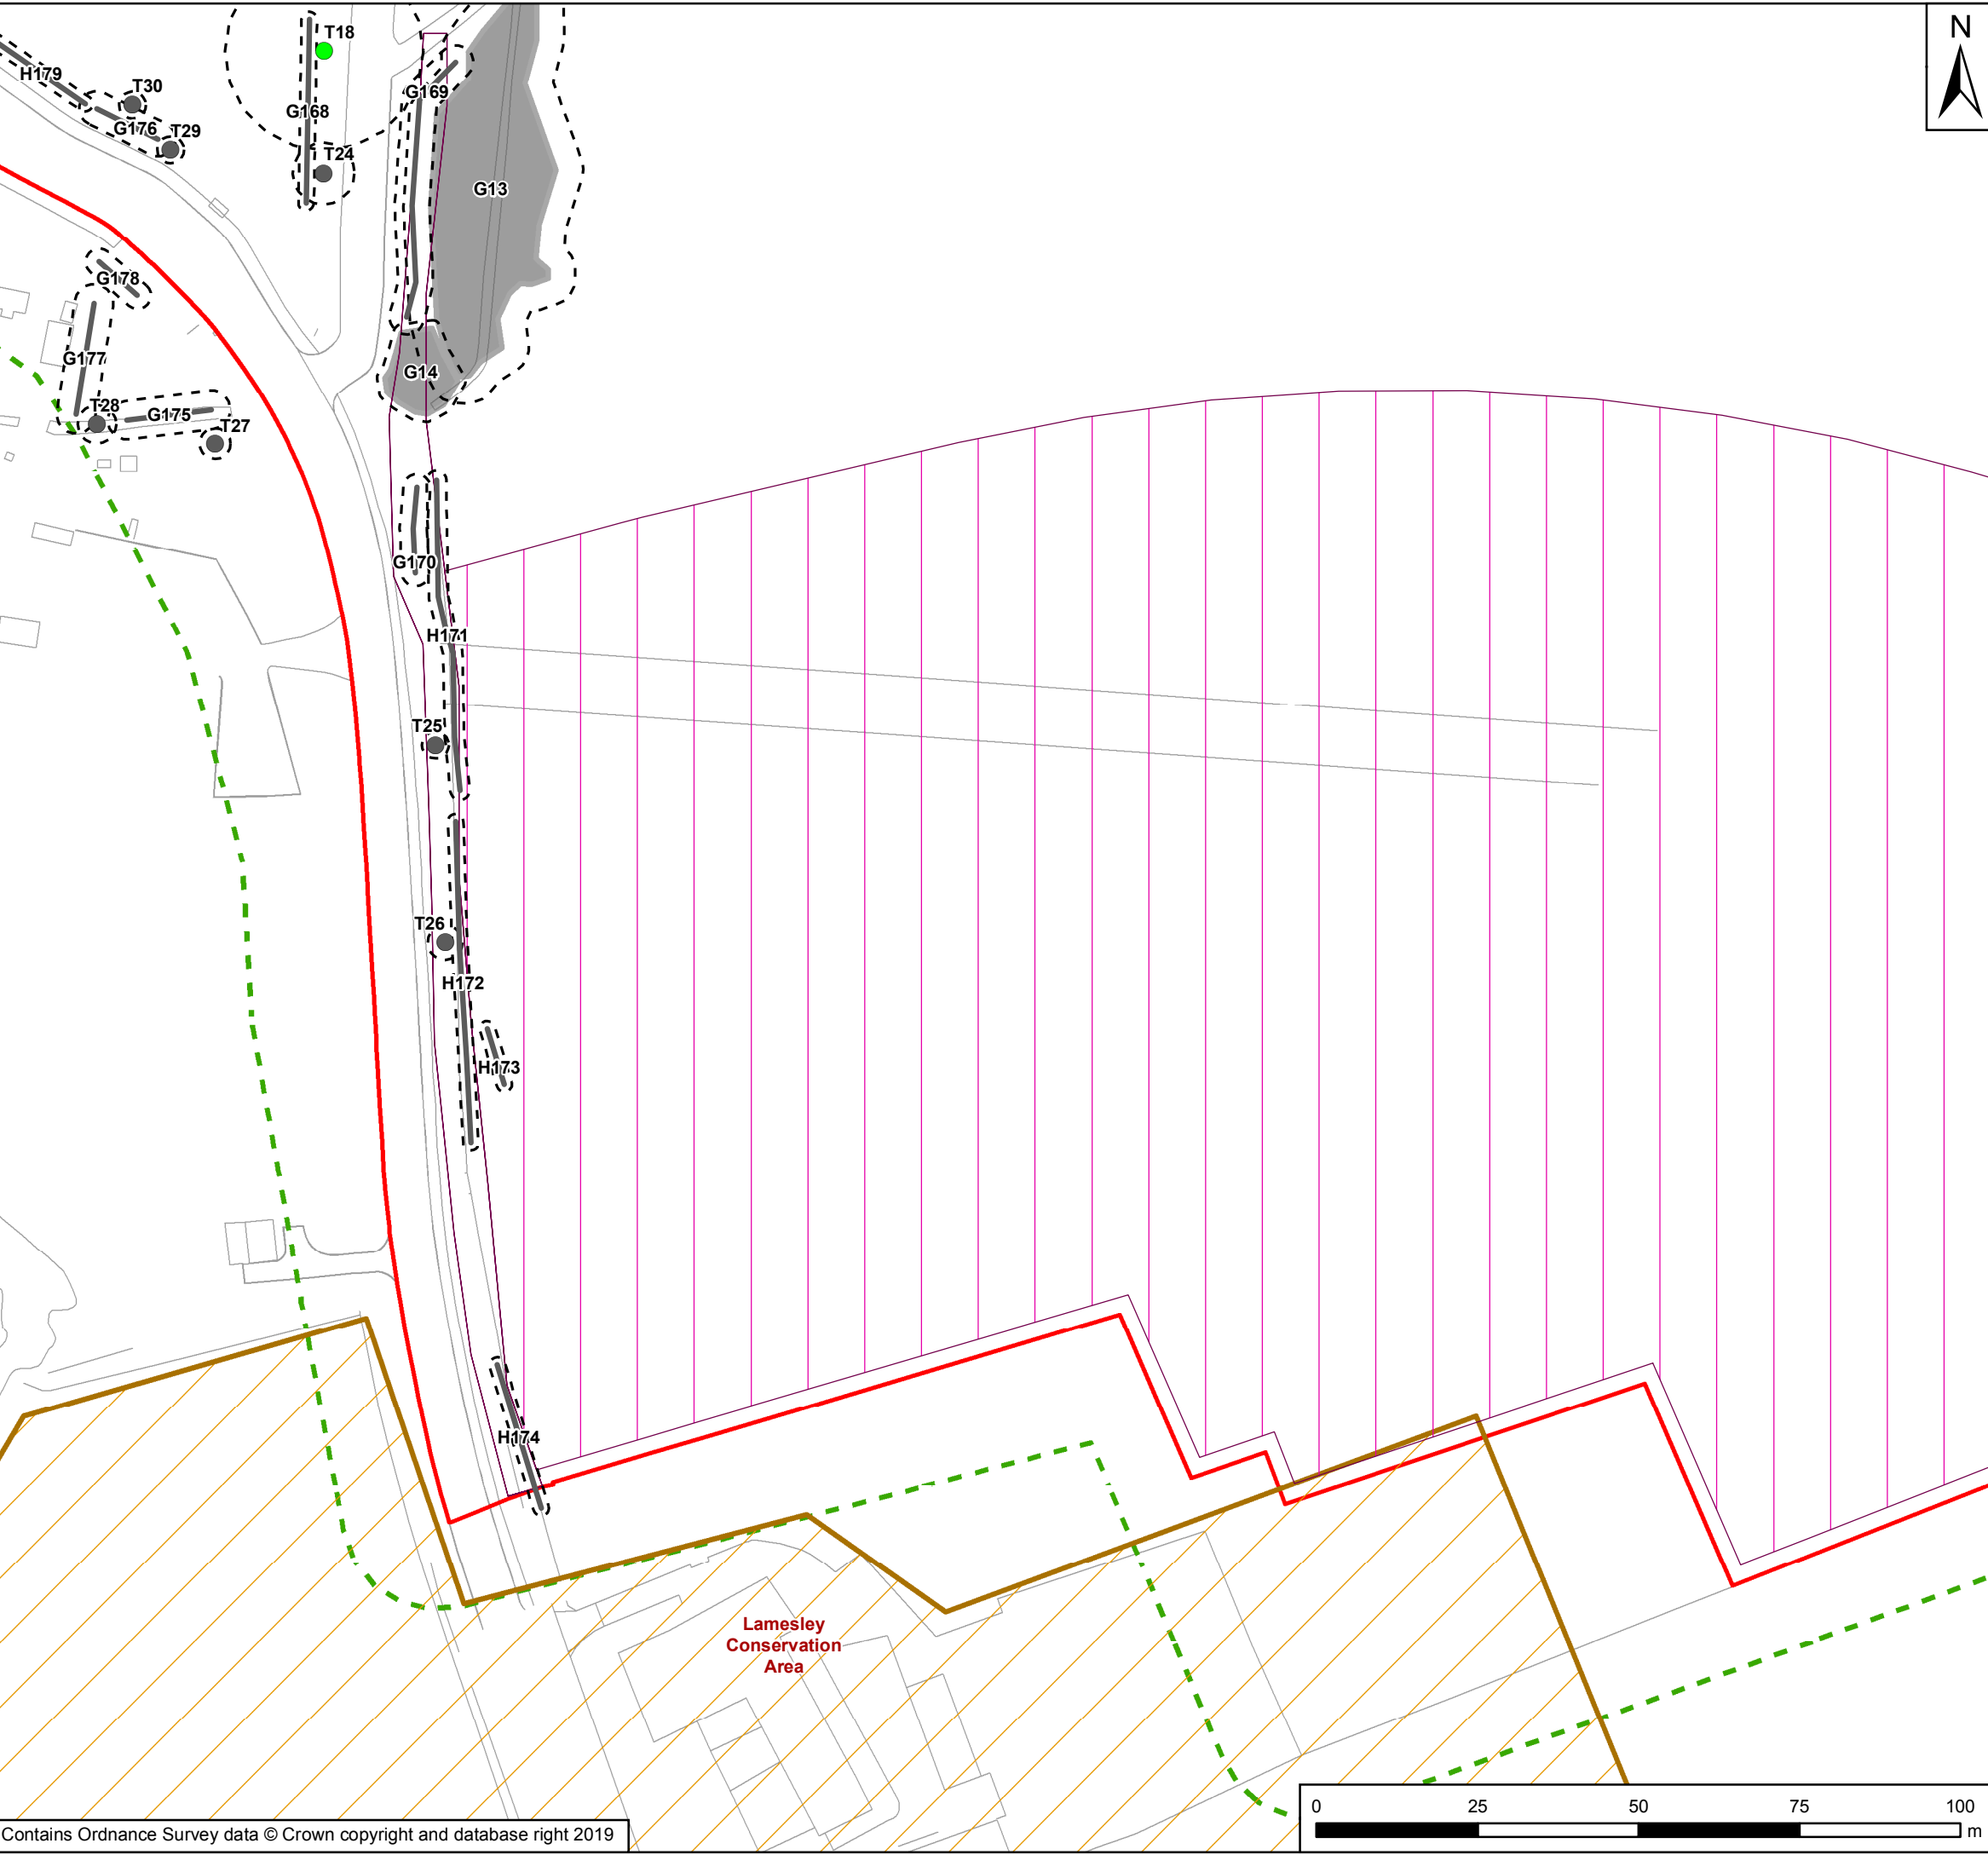 N
T18
H179
T30
G169
G168
G176
T29
T24
G13
G178
G177
G14
T28
G175
T27
G170
H171
T25
T26
H172
H173
H174
Lamesley
Conservation
Area
0 25 50 75 100
m
Contains Ordnance Survey data © Crown copyright and database right 2019